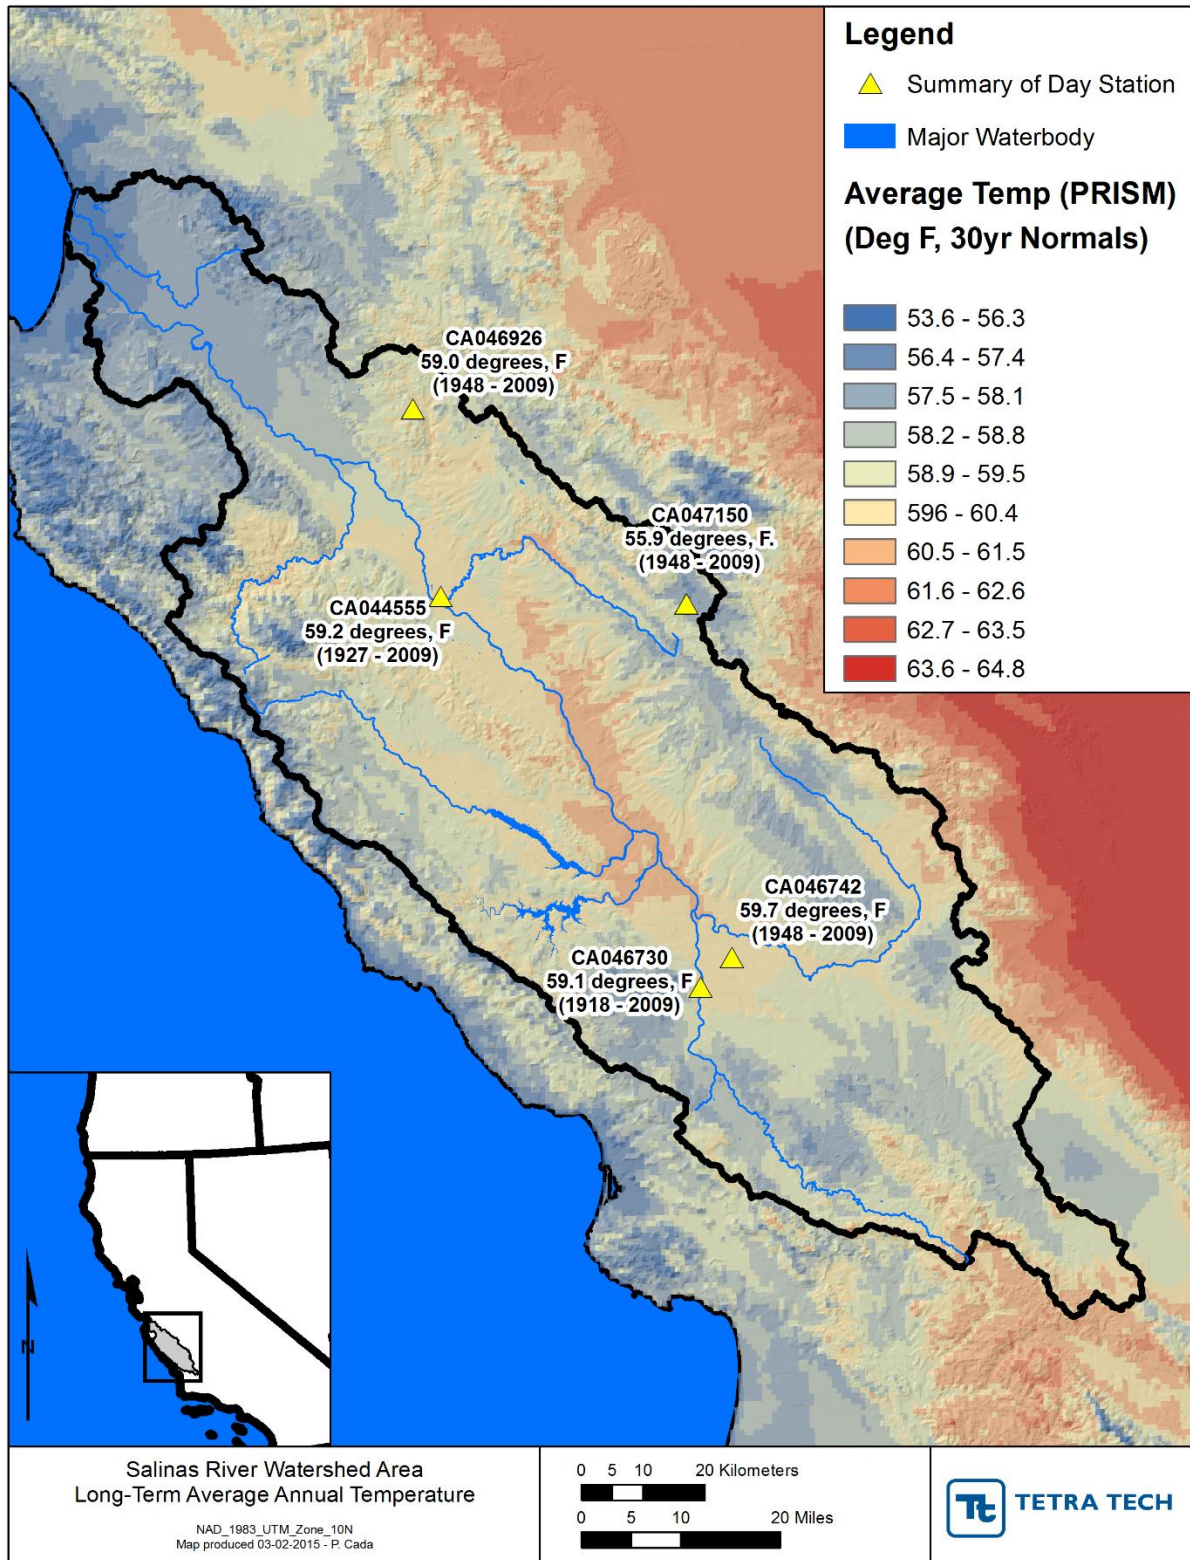 Legend
Summary of Day Station
Major Waterbody
Average Temp (PRISM)
(Deg F, 30yr Normals)
53.6 - 56.3
56.4 - 57.4
57.5 - 58.1
58.2 - 58.8
58.9 - 59.5
596 - 60.4
60.5 - 61.5
61.6 - 62.6
62.7 - 63.5
63.6 - 64.8
CA046926
59.0 degrees, F
(1948 - 2009)
CA047150
55.9 degrees, F.
(1948 - 2009)
CA044555
59.2 degrees, F
(1927 - 2009)
CA046742
59.7 degrees, F
(1948 - 2009)
CA046730
59.1 degrees, F
(1918 - 2009)
N
Salinas River Watershed Area
Long-Term Average Annual Temperature
NAD_1983_UTM_Zone_10N
Map produced 03-02-2015 - P. Cada
0 5 10 20 Kilometers
0 5 10 20 Miles
Tt TETRA TECH